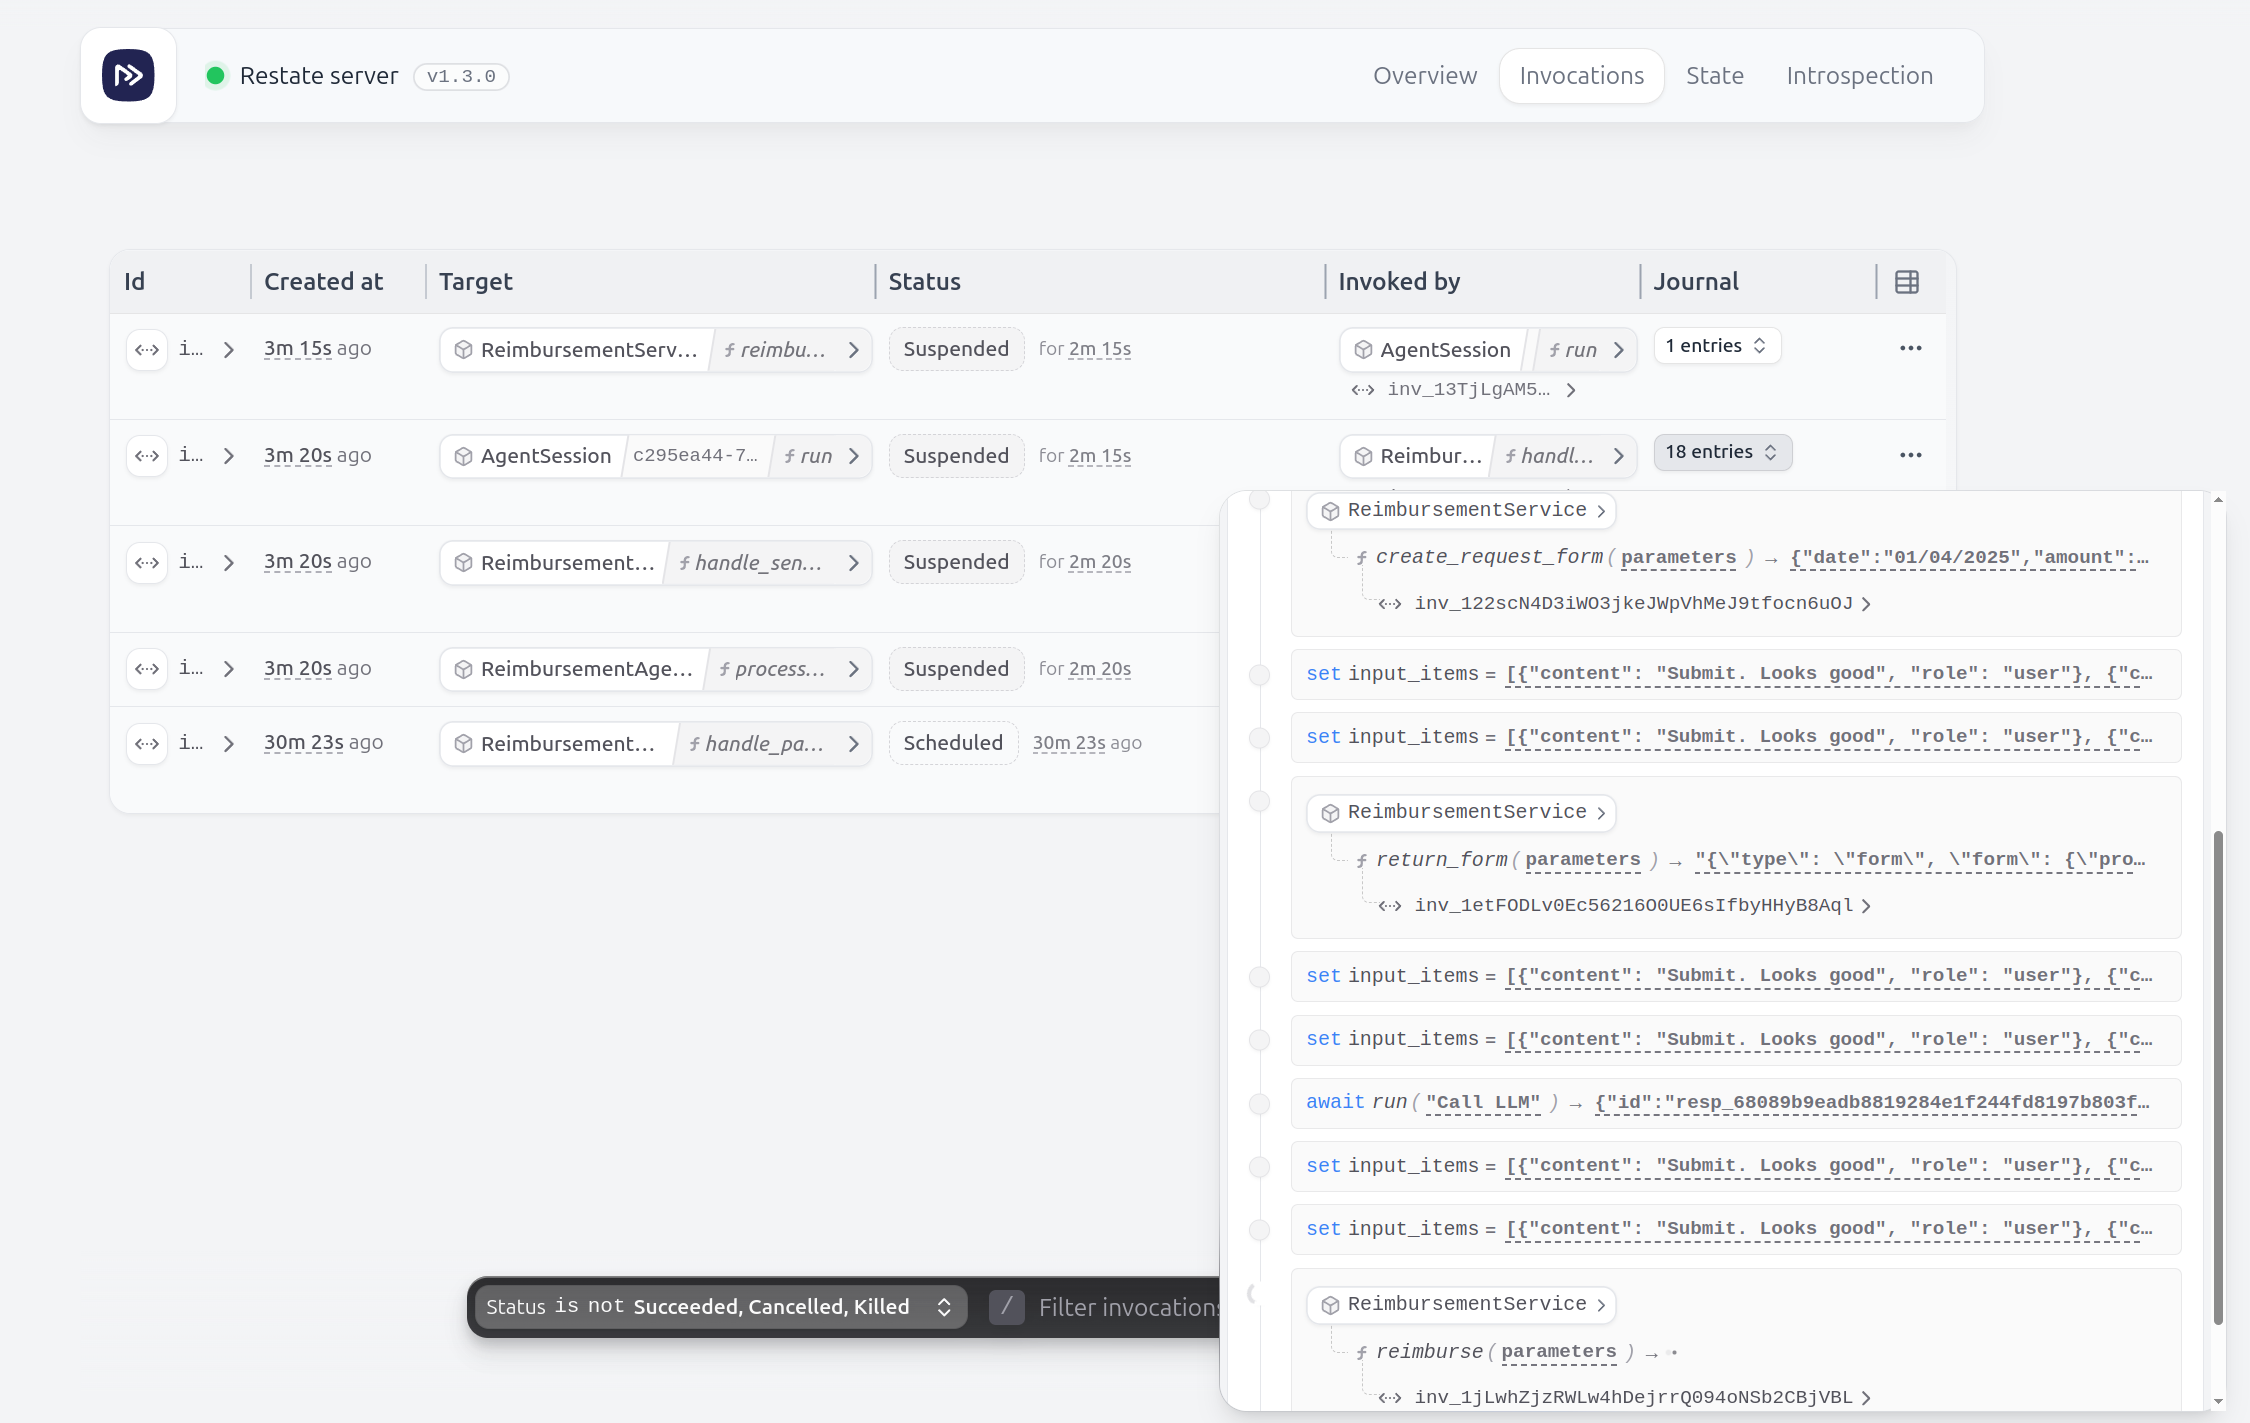 Restate server v1.3.0 Overview Invocations State Introspection
Id Created at Target Status Invoked by Journal
i... 3m 15s ago ReimbursementServ... reimbu... Suspended for 2m 15s AgentSession run 1 entries
inv_13TjLgAM5...
i... 3m 20s ago AgentSession c295ea44-7... run Suspended for 2m 15s Reimbur... handl... 18 entries
i... 3m 20s ago Reimbursement... handle_sen... Suspended for 2m 20s
i... 3m 20s ago ReimbursementAge... process... Suspended for 2m 20s
i... 30m 23s ago Reimbursement... handle_pa... Scheduled 30m 23s ago
ReimbursementService
create_request_form(parameters) → {"date":"01/04/2025","amount":...
inv_122scN4D3iWO3jkeJWpVhMeJ9tfocn6uOJ
set input_items = [{"content": "Submit. Looks good", "role": "user"}, {"c...
set input_items = [{"content": "Submit. Looks good", "role": "user"}, {"c...
ReimbursementService
return_form(parameters) → "{\"type\": \"form\", \"form\": {\"pro...
inv_1etFODLv0Ec56216O0UE6sIfbyHHyB8Aql
set input_items = [{"content": "Submit. Looks good", "role": "user"}, {"c...
set input_items = [{"content": "Submit. Looks good", "role": "user"}, {"c...
await run("Call LLM") → {"id":"resp_68089b9eadb8819284e1f244fd8197b803f...
set input_items = [{"content": "Submit. Looks good", "role": "user"}, {"c...
set input_items = [{"content": "Submit. Looks good", "role": "user"}, {"c...
ReimbursementService
reimburse(parameters) →
inv_1jLwhZjzRWLw4hDejrrQ094oNSb2CBjVBL
Status is not Succeeded, Cancelled, Killed / Filter invocations